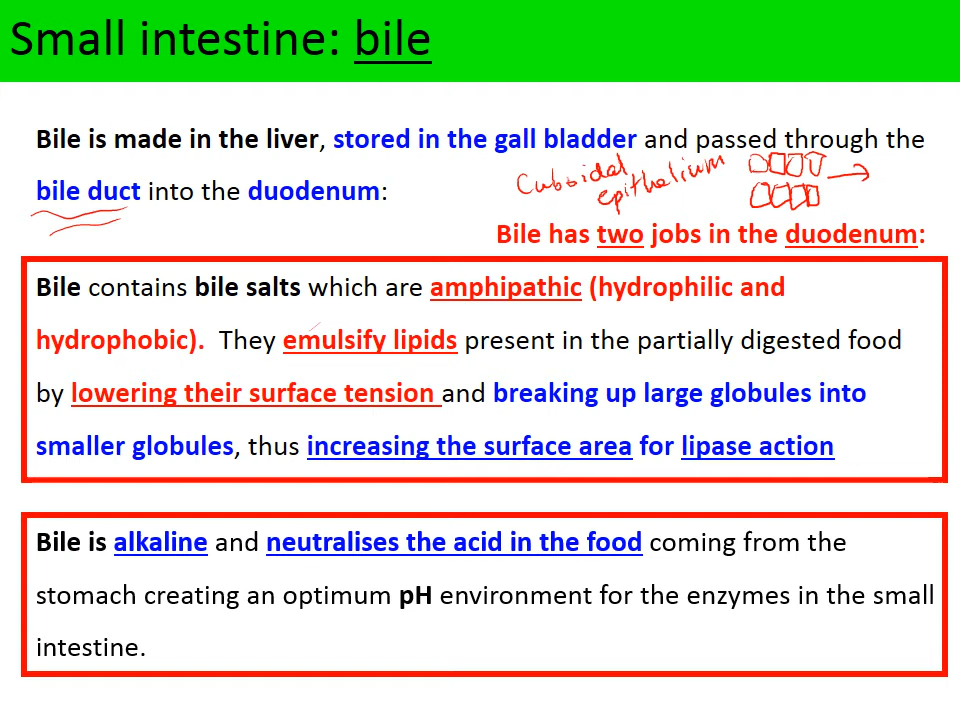 Small intestine: bile
Bile is made in the liver, stored in the gall bladder and passed through the
bile duct into the duodenum:
Cuboidal
epithelium
Bile has two jobs in the duodenum:
Bile contains bile salts which are amphipathic (hydrophilic and
hydrophobic). They emulsify lipids present in the partially digested food
by lowering their surface tension and breaking up large globules into
smaller globules, thus increasing the surface area for lipase action
Bile is alkaline and neutralises the acid in the food coming from the
stomach creating an optimum pH environment for the enzymes in the small
intestine.